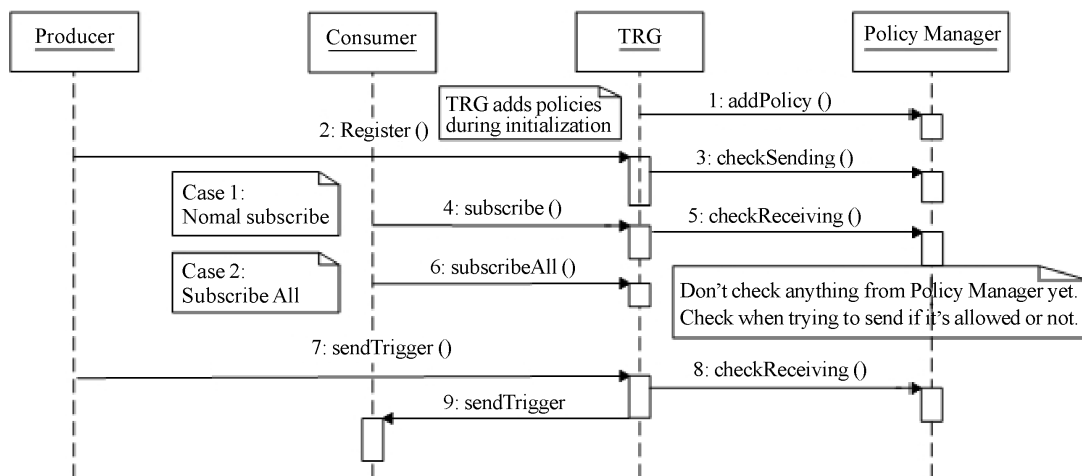 Producer
Consumer
TRG
Policy Manager
TRG adds policies
during initialization
1: addPolicy ()
2: Register ()
3: checkSending ()
Case 1:
Nomal subscribe
4: subscribe ()
5: checkReceiving ()
Case 2:
Subscribe All
6: subscribeAll ()
Don't check anything from Policy Manager yet.
Check when trying to send if it's allowed or not.
7: sendTrigger ()
8: checkReceiving ()
9: sendTrigger